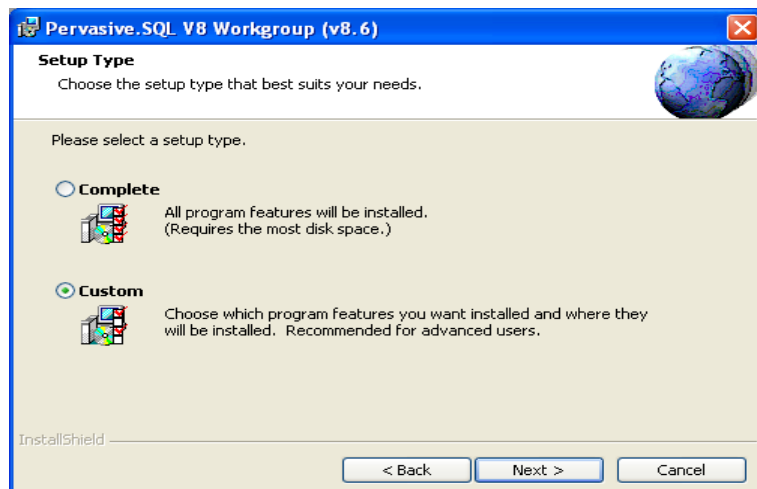 Pervasive.SQL V8 Workgroup (v8.6)
Setup Type
Choose the setup type that best suits your needs.
Please select a setup type.
Complete
All program features will be installed.
(Requires the most disk space.)
Custom
Choose which program features you want installed and where they
will be installed. Recommended for advanced users.
InstallShield
< Back Next > Cancel